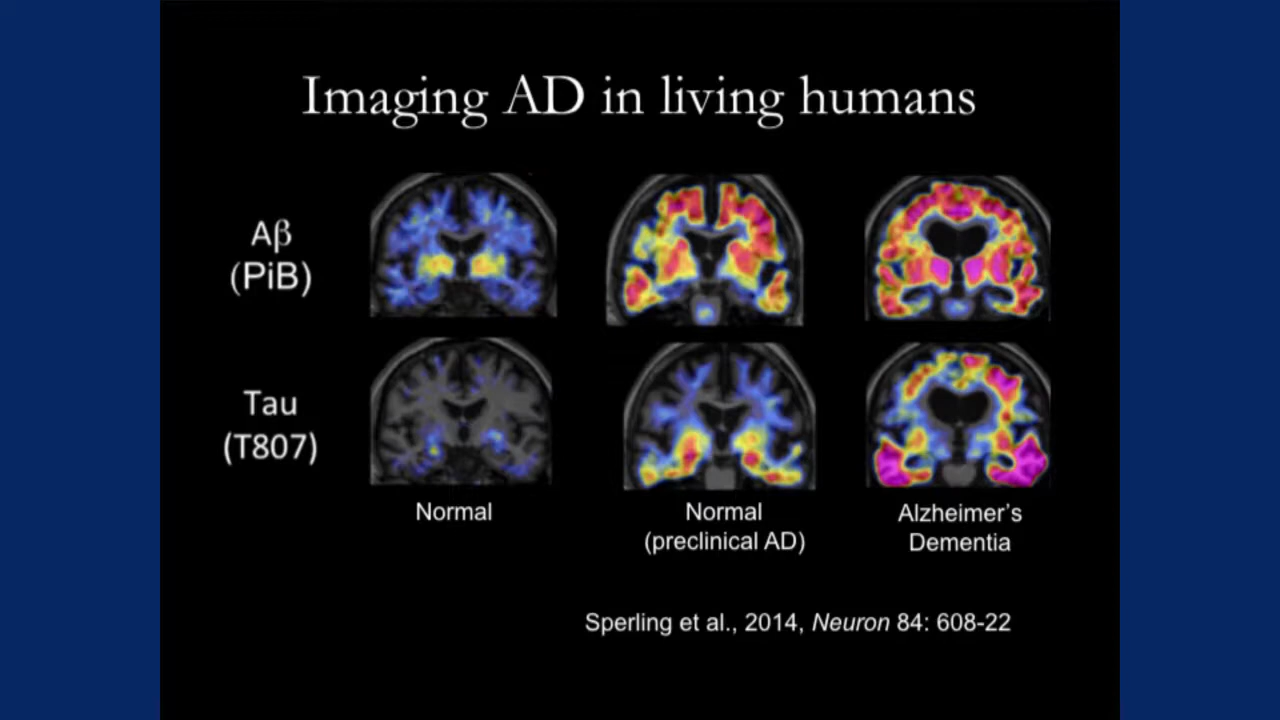 Imaging AD in living humans
Aβ
(PiB)
Tau
(T807)
Normal
Normal
(preclinical AD)
Alzheimer's
Dementia
Sperling et al., 2014, Neuron 84: 608-22